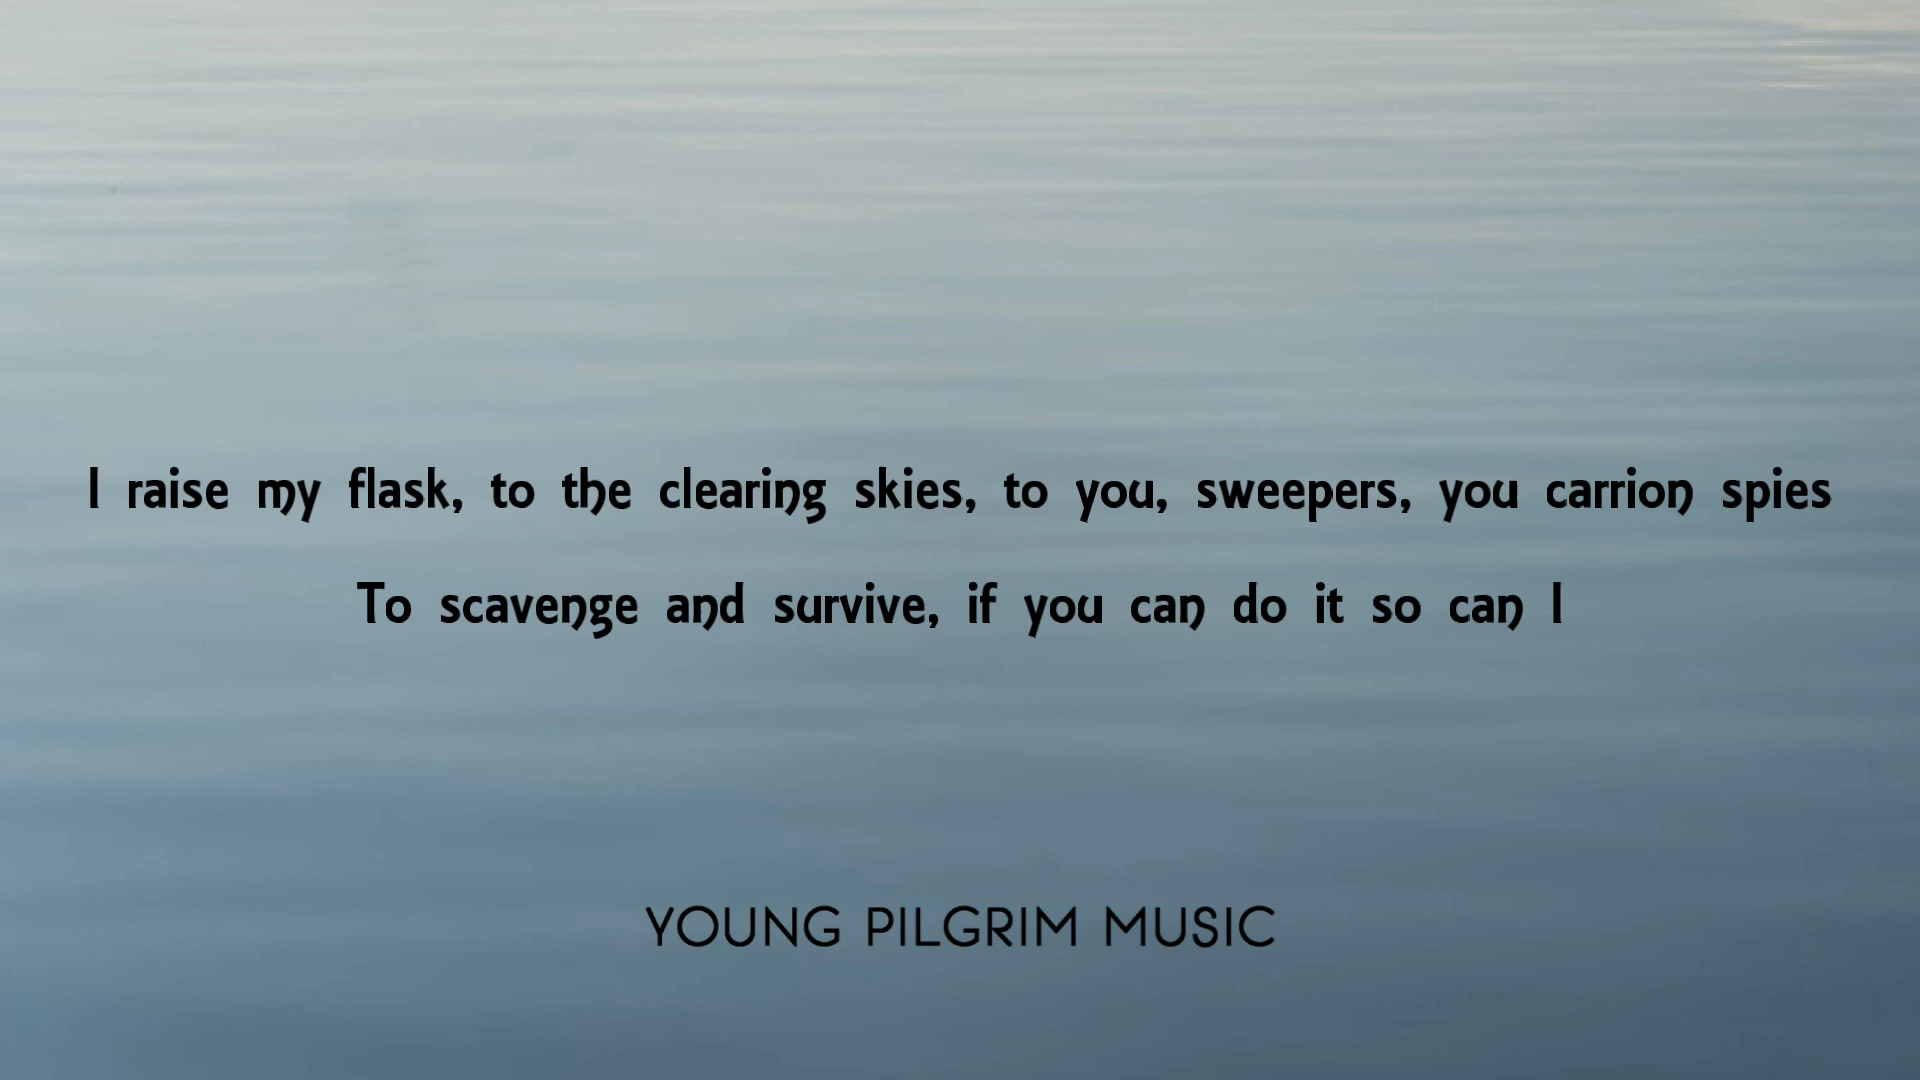 I raise my flask, to the clearing skies, to you, sweepers, you carrion spies
To scavenge and survive, if you can do it so can I
YOUNG PILGRIM MUSIC